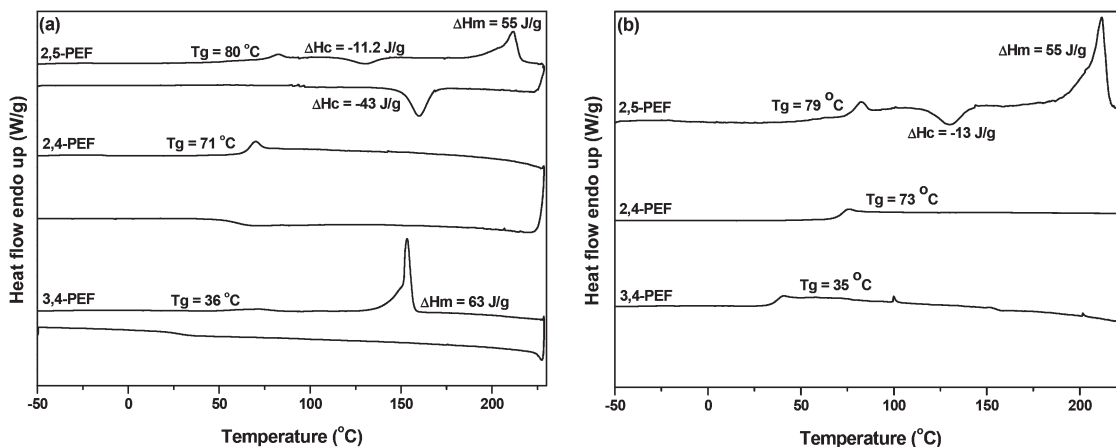 (a)
ΔHm = 55 J/g
2,5-PEF
Tg = 80 °C
ΔHc = -11.2 J/g
ΔHc = -43 J/g
2,4-PEF
Tg = 71 °C
3,4-PEF
Tg = 36 °C
ΔHm = 63 J/g
Heat flow endo up (W/g)
-50 0 50 100 150 200
Temperature (°C)
(b)
ΔHm = 55 J/g
2,5-PEF
Tg = 79 °C
ΔHc = -13 J/g
2,4-PEF
Tg = 73 °C
3,4-PEF
Tg = 35 °C
Heat flow endo up (W/g)
-50 0 50 100 150 200
Temperature (°C)